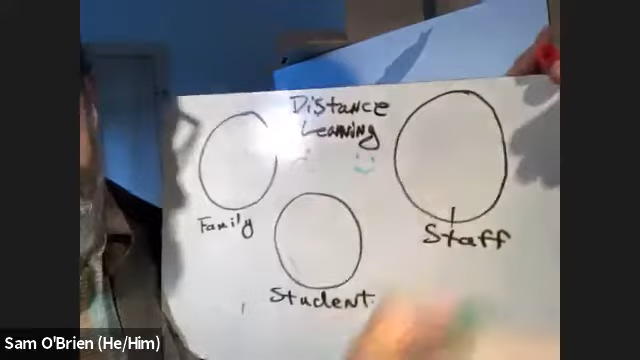 Distance
Learning
Family
Staff
Student
Sam O'Brien (He/Him)